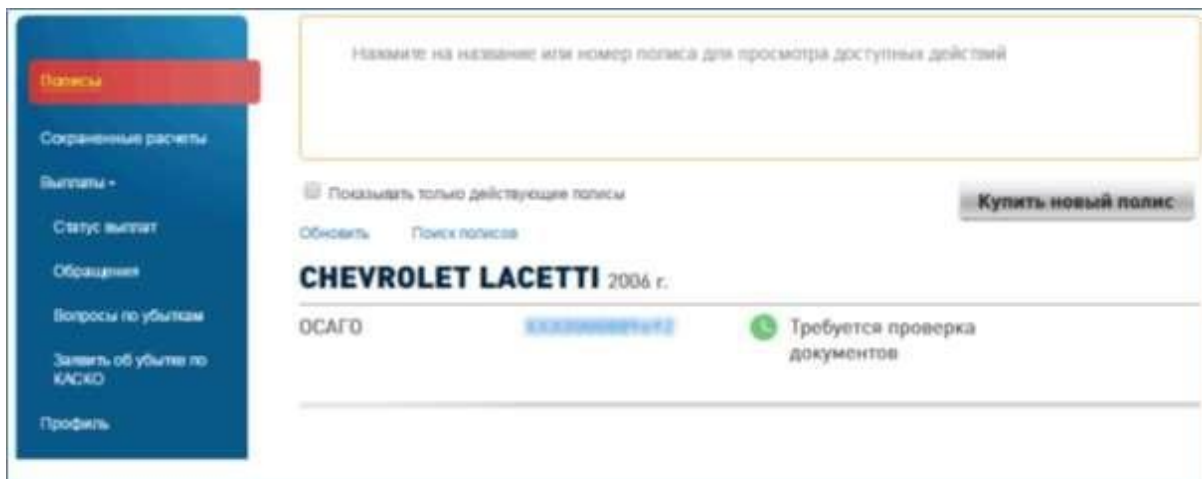 Нажмите на название или номер полиса для просмотра доступных действий
Полисы
Сохраненные расчеты
Выплаты
Статус выплат
Обращения
Вопросы по убыткам
Заявить об убытке по
КАСКО
Профиль
Показывать только действующие полисы
Купить новый полис
Обновить Поиск полисов
CHEVROLET LACETTI 2006 г.
ОСАГО
Требуется проверка
документов